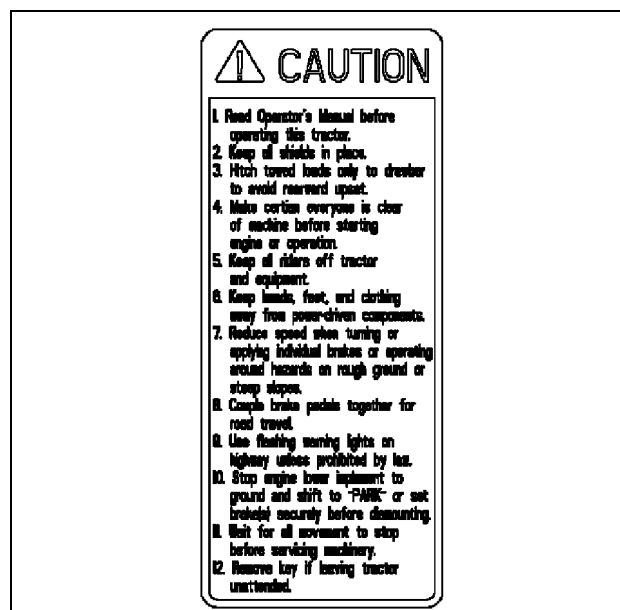 CAUTION
1. Read Operator's Manual before
operating this tractor.
2. Keep all shields in place.
3. Hitch towed loads only to drawbar
to avoid rearward upset.
4. Make certian everyone is clear
of machine before starting
engine or operation.
5. Keep all riders off tractor
and equipment.
6. Keep hands, feet, and clothing
away from power-driven components.
7. Reduce speed when turning or
applying individual brakes or operating
around hazards on rough ground or
steep slopes.
8. Couple brake pedals together for
road travel.
9. Use flashing warning lights on
highway unless prohibited by law.
10. Stop engine lower implement to
ground and shift to "PARK" or set
brake(s) securely before dismounting.
11. Wait for all movement to stop
before servicing machinery.
12. Remove key if leaving tractor
unattended.